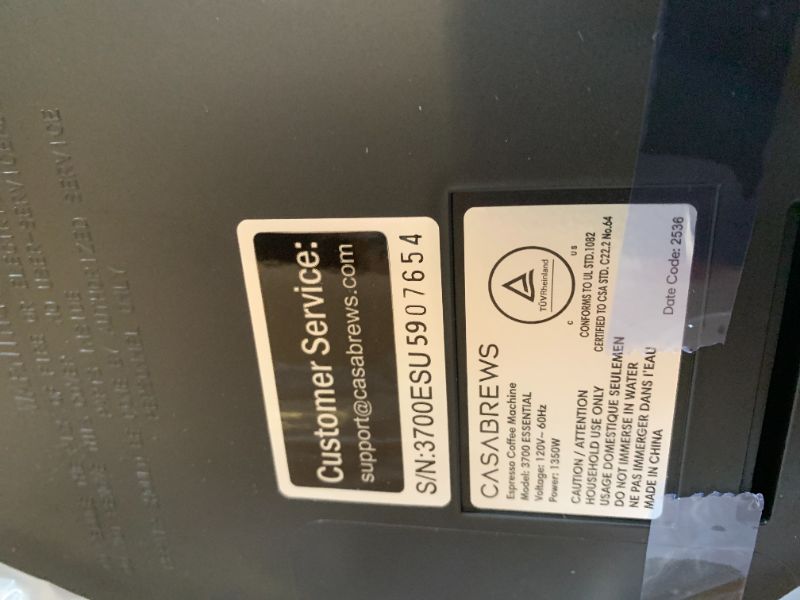 Customer Service:
support@casabrews.com
S/N:3700ESU5907654
CASABREWS
Espresso Coffee Machine
Model: 3700 ESSENTIAL
Voltage: 120V~60Hz
Power: 1350W
TÜVRheinland
C US
CONFORMS TO UL STD.1082
CERTIFIED TO CSA STD. C22.2 No.64
CAUTION / ATTENTION
HOUSEHOLD USE ONLY
USAGE DOMESTIQUE SEULEMEN
DO NOT IMMERSE IN WATER
NE PAS IMMERGER DANS I'EAU
MADE IN CHINA
Date Code: 2536